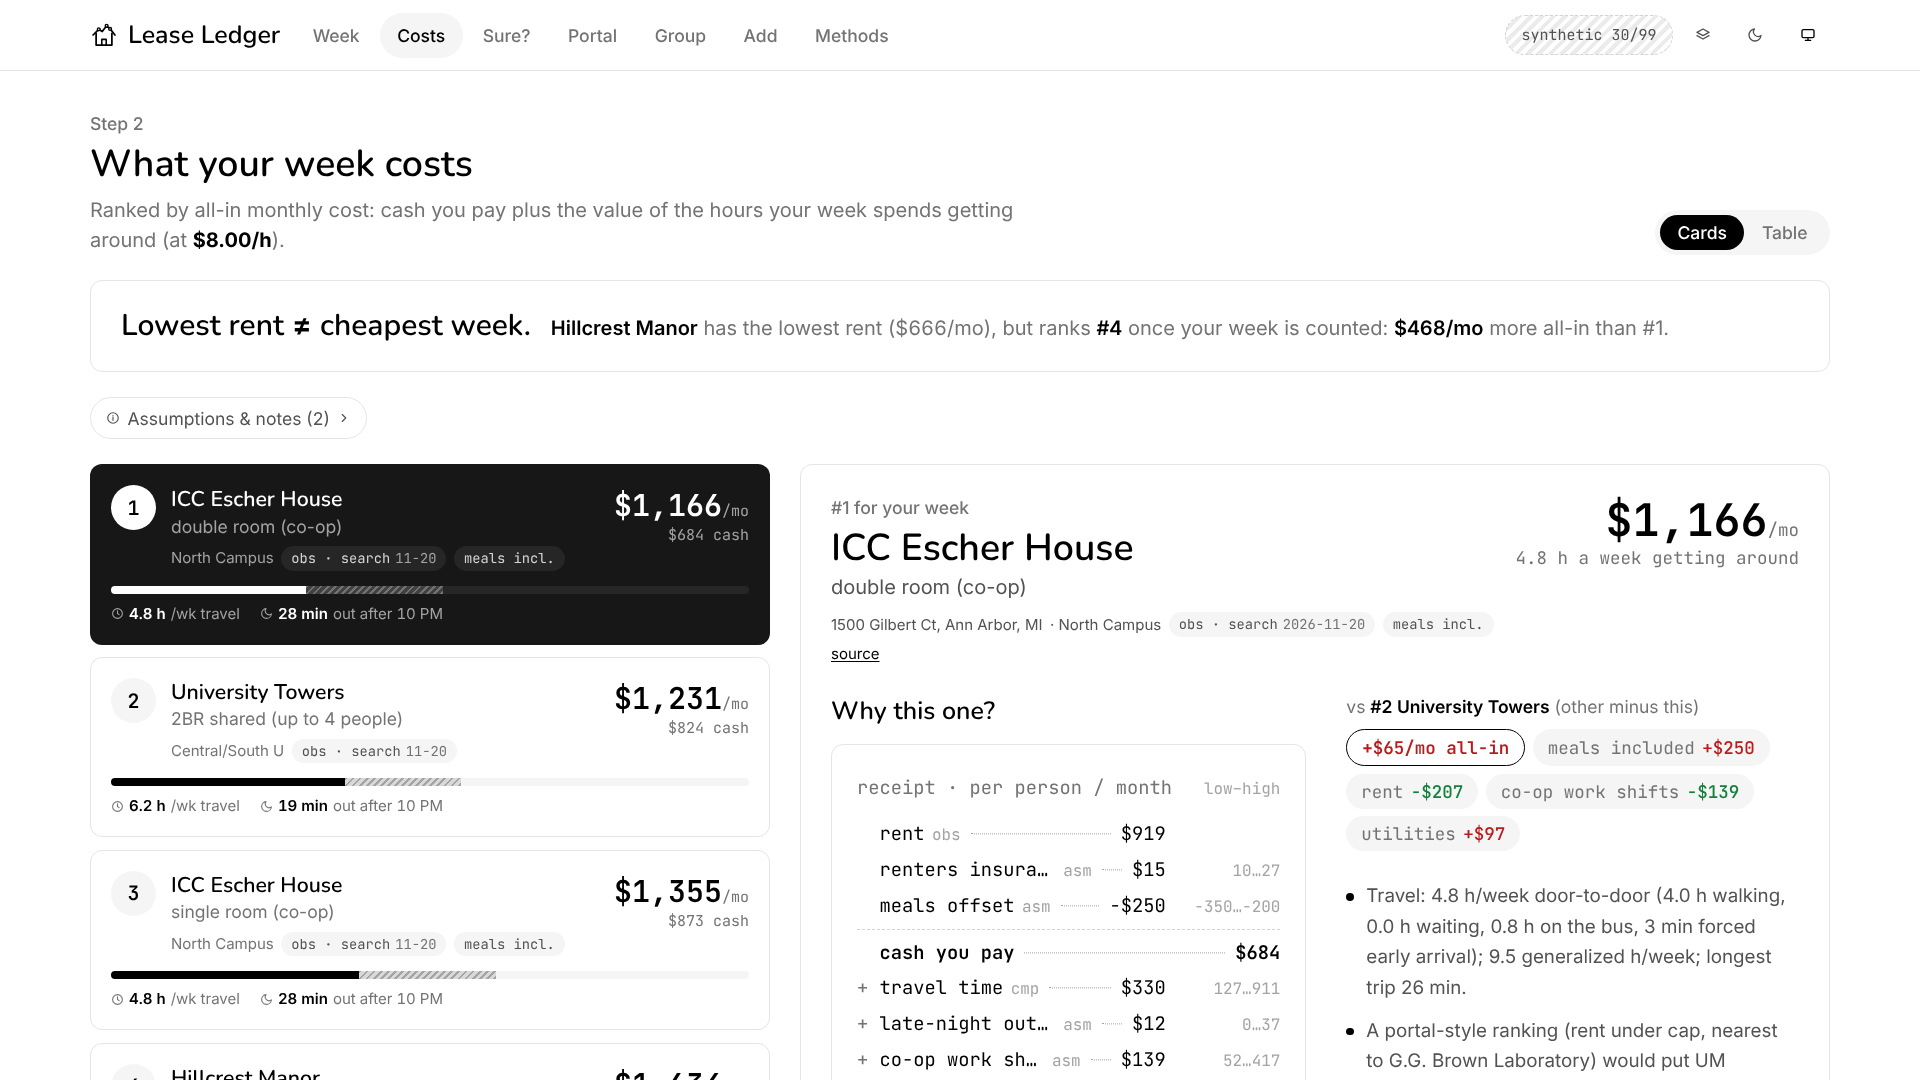 Lease Ledger Week Costs Sure? Portal Group Add Methods synthetic 30/99
Step 2
What your week costs
Ranked by all-in monthly cost: cash you pay plus the value of the hours your week spends getting
around (at $8.00/h).
Cards Table
Lowest rent ≠ cheapest week. Hillcrest Manor has the lowest rent ($666/mo), but ranks #4 once your week is counted: $468/mo more all-in than #1.
Assumptions & notes (2)
1 ICC Escher House $1,166/mo
double room (co-op) $684 cash
North Campus obs · search 11-20 meals incl.
4.8 h /wk travel 28 min out after 10 PM
2 University Towers $1,231/mo
2BR shared (up to 4 people) $824 cash
Central/South U obs · search 11-20
6.2 h /wk travel 19 min out after 10 PM
3 ICC Escher House $1,355/mo
single room (co-op) $873 cash
North Campus obs · search 11-20 meals incl.
4.8 h /wk travel 28 min out after 10 PM
Hillcrest Manor
#1 for your week
ICC Escher House
$1,166/mo
double room (co-op)
4.8 h a week getting around
1500 Gilbert Ct, Ann Arbor, MI · North Campus obs · search 2026-11-20 meals incl.
source
Why this one?
receipt · per person / month low–high
rent obs $919
renters insura… asm $15 10…27
meals offset asm -$250 -350…-200
cash you pay $684
+ travel time cmp $330 127…911
+ late-night out… asm $12 0…37
+ co-op work sh… asm $139 52…417
vs #2 University Towers (other minus this)
+$65/mo all-in meals included +$250
rent -$207 co-op work shifts -$139
utilities +$97
Travel: 4.8 h/week door-to-door (4.0 h walking,
0.0 h waiting, 0.8 h on the bus, 3 min forced
early arrival); 9.5 generalized h/week; longest
trip 26 min.
A portal-style ranking (rent under cap, nearest
to G.G. Brown Laboratory) would put UM